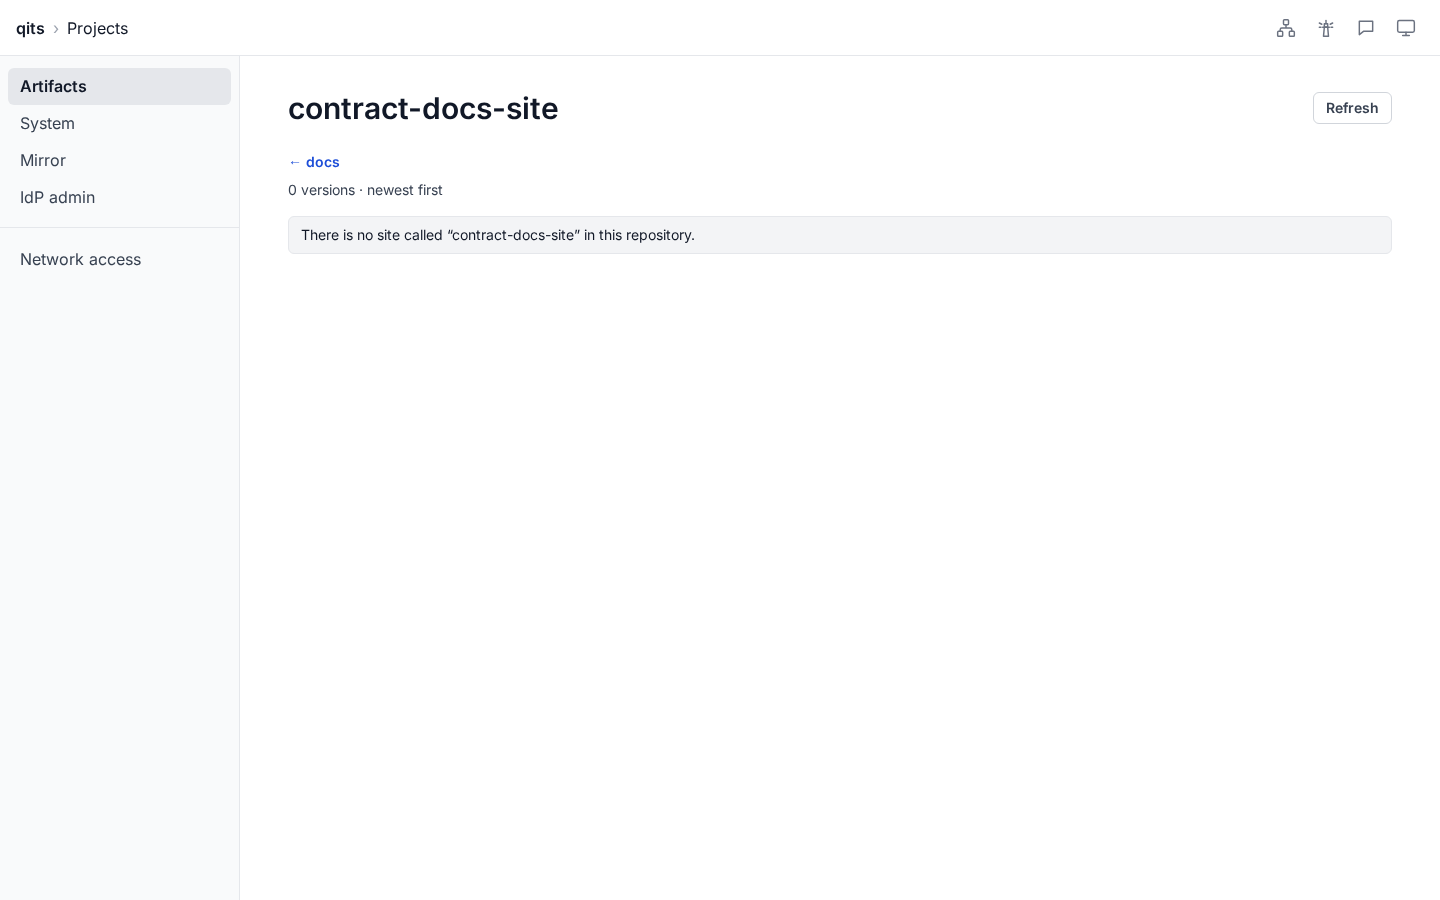 qits › Projects
Artifacts
System
Mirror
IdP admin
Network access
contract-docs-site
Refresh
← docs
0 versions · newest first
There is no site called “contract-docs-site” in this repository.